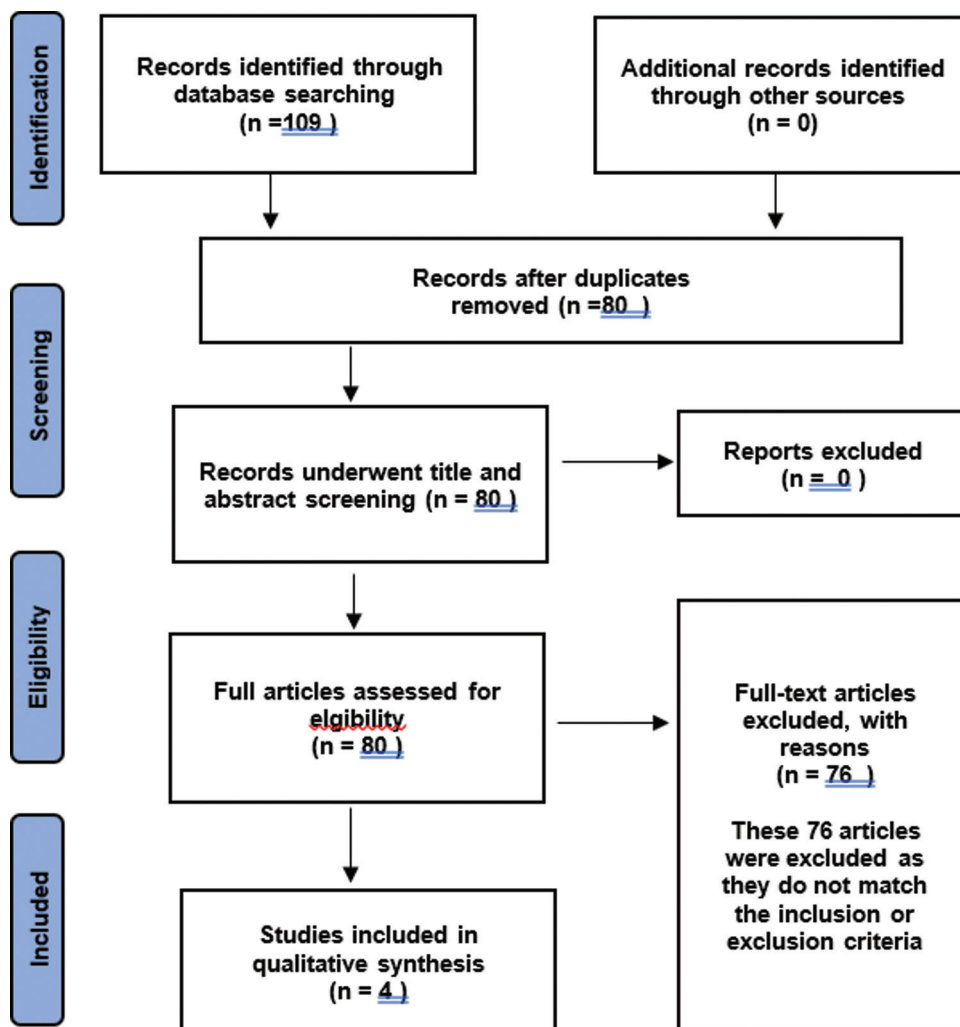 Identification
Records identified through
database searching
(n =109 )
Additional records identified
through other sources
(n = 0)
Records after duplicates
removed (n =80 )
Screening
Records underwent title and
abstract screening (n = 80 )
Reports excluded
(n = 0 )
Eligibility
Full articles assessed for
elgibility
(n = 80 )
Full-text articles
excluded, with
reasons
(n = 76 )
These 76 articles
were excluded as
they do not match
the inclusion or
exclusion criteria
Included
Studies included in
qualitative synthesis
(n = 4 )